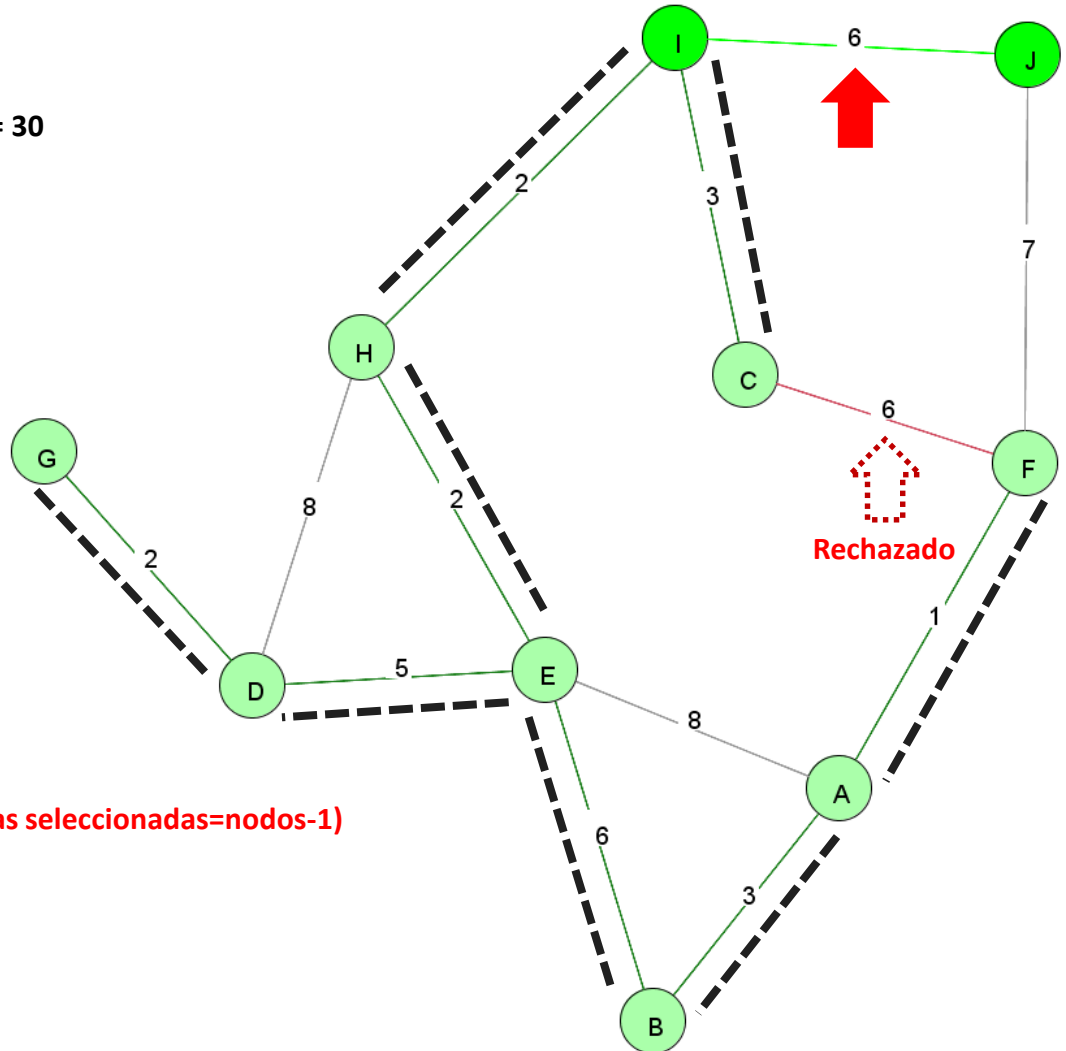 I
6
J
= 30
2
3
7
H
C
6
G
F
8
2
Rechazado
2
1
D
5
E
8
A
as seleccionadas=nodos-1)
6
3
B